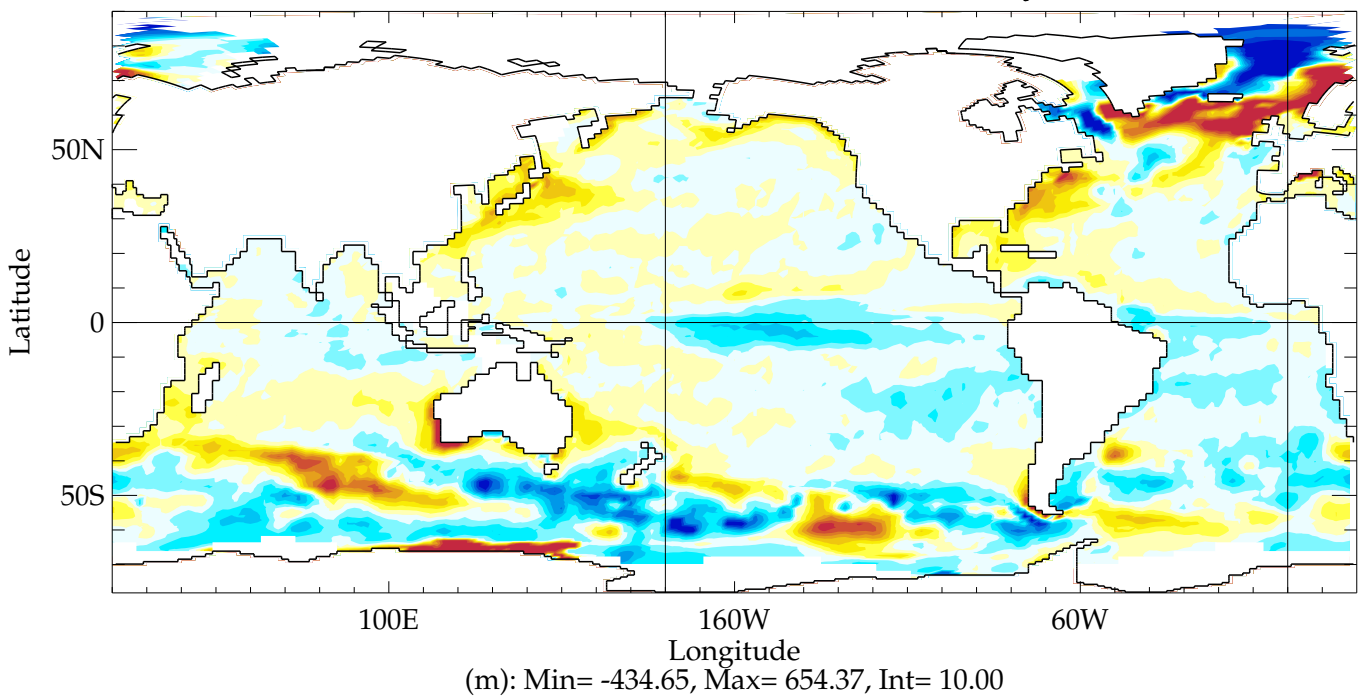 50N
0
50S
Latitude
100E
160W
60W
Longitude
(m): Min= -434.65, Max= 654.37, Int= 10.00